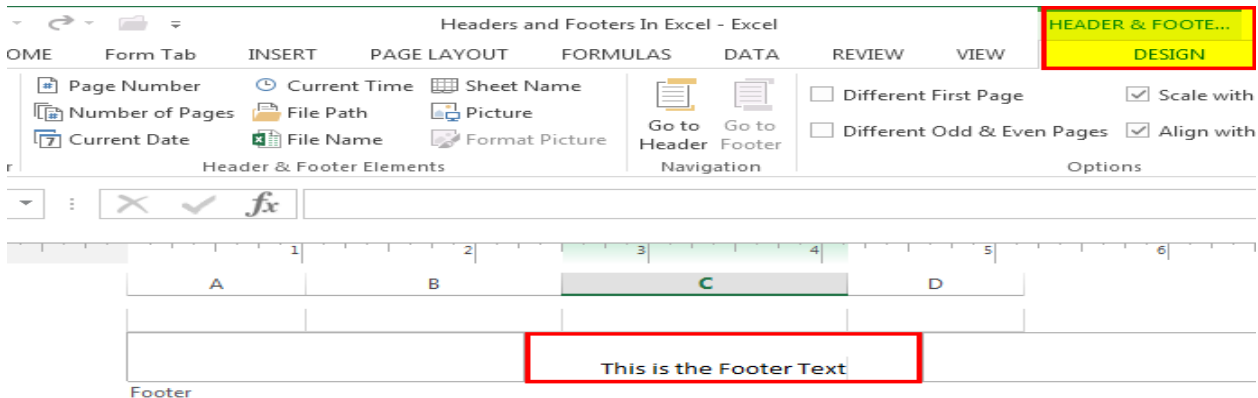 Headers and Footers In Excel - Excel
HEADER & FOOTE...
OME Form Tab INSERT PAGE LAYOUT FORMULAS DATA REVIEW VIEW DESIGN
# Page Number Current Time Sheet Name Different First Page Scale with
# Number of Pages File Path Picture Go to Header Go to Footer Different Odd & Even Pages Align with
7 Current Date File Name Format Picture
r Header & Footer Elements Navigation Options
fx
1 2 3 4 5 6
A B C D
This is the Footer Text
Footer